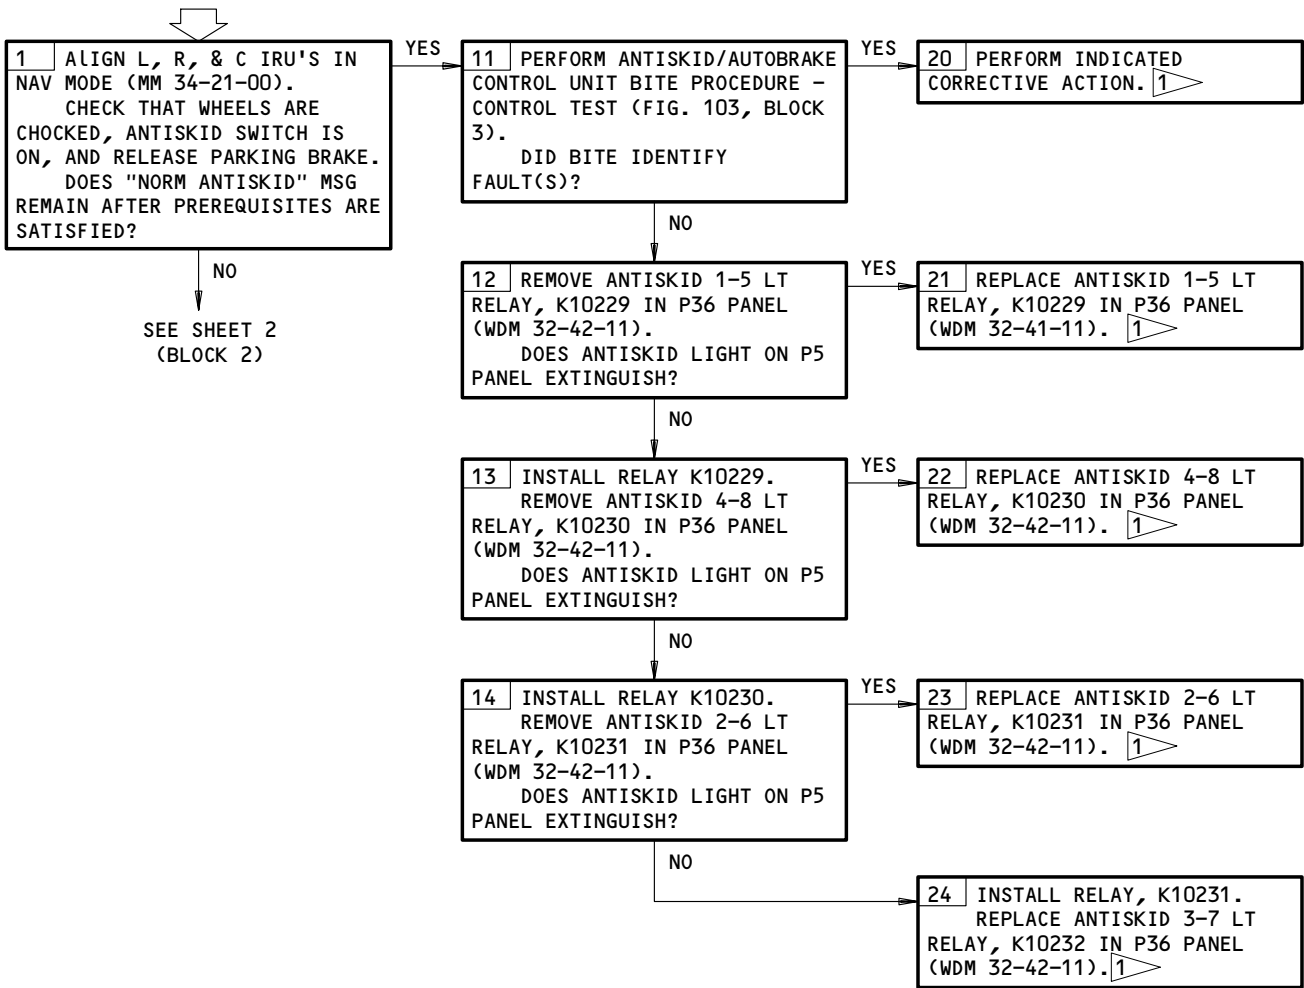 1 AlIGN L, R, & C IRU'S IN
NAV MODE (MM 34-21-00).
CHECK THAT WHEELS ARE
CHOCKED, ANTISKID SWITCH IS
ON, AND RELEASE PARKING BRAKE.
DOES "NORM ANTISKID" MSG
REMAIN AFTER PREREQUISITES ARE
SATISFIED?
YES
NO
SEE SHEET 2
(BLOCK 2)
11 PERFORM ANTISKID/AUTOBRAKE
CONTROL UNIT BITE PROCEDURE -
CONTROL TEST (FIG. 103, BLOCK
3).
DID BITE IDENTIFY
FAULT(S)?
YES
20 PERFORM INDICATED
CORRECTIVE ACTION. 1
NO
12 REMOVE ANTISKID 1-5 LT
RELAY, K10229 IN P36 PANEL
(WDM 32-42-11).
DOES ANTISKID LIGHT ON P5
PANEL EXTINGUISH?
YES
21 REPLACE ANTISKID 1-5 LT
RELAY, K10229 IN P36 PANEL
(WDM 32-41-11). 1
NO
13 INSTALL RELAY K10229.
REMOVE ANTISKID 4-8 LT
RELAY, K10230 IN P36 PANEL
(WDM 32-42-11).
DOES ANTISKID LIGHT ON P5
PANEL EXTINGUISH?
YES
22 REPLACE ANTISKID 4-8 LT
RELAY, K10230 IN P36 PANEL
(WDM 32-42-11). 1
NO
14 INSTALL RELAY K10230.
REMOVE ANTISKID 2-6 LT
RELAY, K10231 IN P36 PANEL
(WDM 32-42-11).
DOES ANTISKID LIGHT ON P5
PANEL EXTINGUISH?
YES
23 REPLACE ANTISKID 2-6 LT
RELAY, K10231 IN P36 PANEL
(WDM 32-42-11). 1
NO
24 INSTALL RELAY, K10231.
REPLACE ANTISKID 3-7 LT
RELAY, K10232 IN P36 PANEL
(WDM 32-42-11). 1